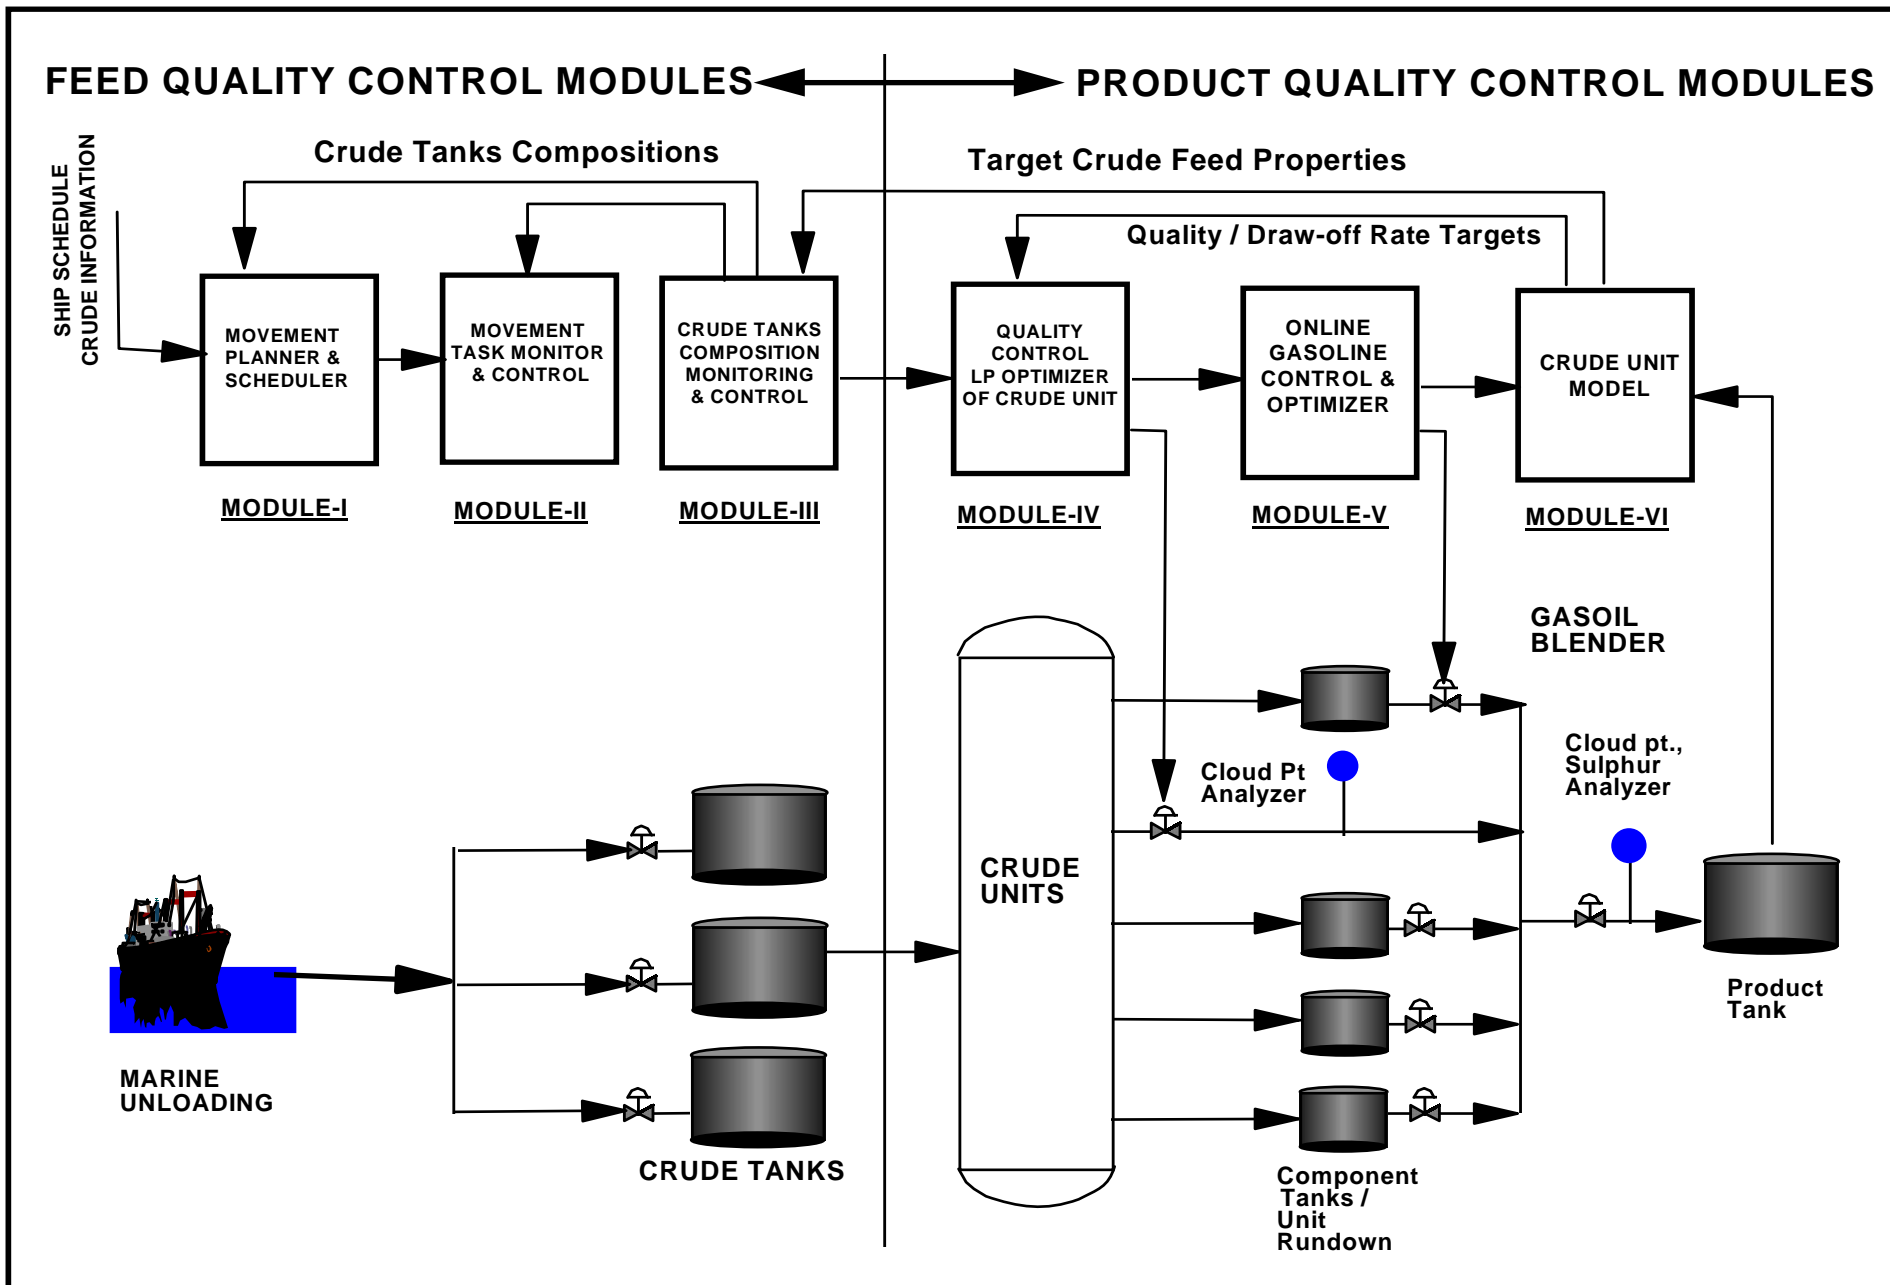 FEED QUALITY CONTROL MODULES
PRODUCT QUALITY CONTROL MODULES
SHIP SCHEDULE
CRUDE INFORMATION
Crude Tanks Compositions
Target Crude Feed Properties
Quality / Draw-off Rate Targets
MOVEMENT
PLANNER &
SCHEDULER
MOVEMENT
TASK MONITOR
& CONTROL
CRUDE TANKS
COMPOSITION
MONITORING
& CONTROL
QUALITY
CONTROL
LP OPTIMIZER
OF CRUDE UNIT
ONLINE
GASOLINE
CONTROL &
OPTIMIZER
CRUDE UNIT
MODEL
MODULE-I
MODULE-II
MODULE-III
MODULE-IV
MODULE-V
MODULE-VI
GASOIL
BLENDER
Cloud Pt
Analyzer
Cloud pt.,
Sulphur
Analyzer
CRUDE
UNITS
Product
Tank
MARINE
UNLOADING
CRUDE TANKS
Component
Tanks /
Unit
Rundown